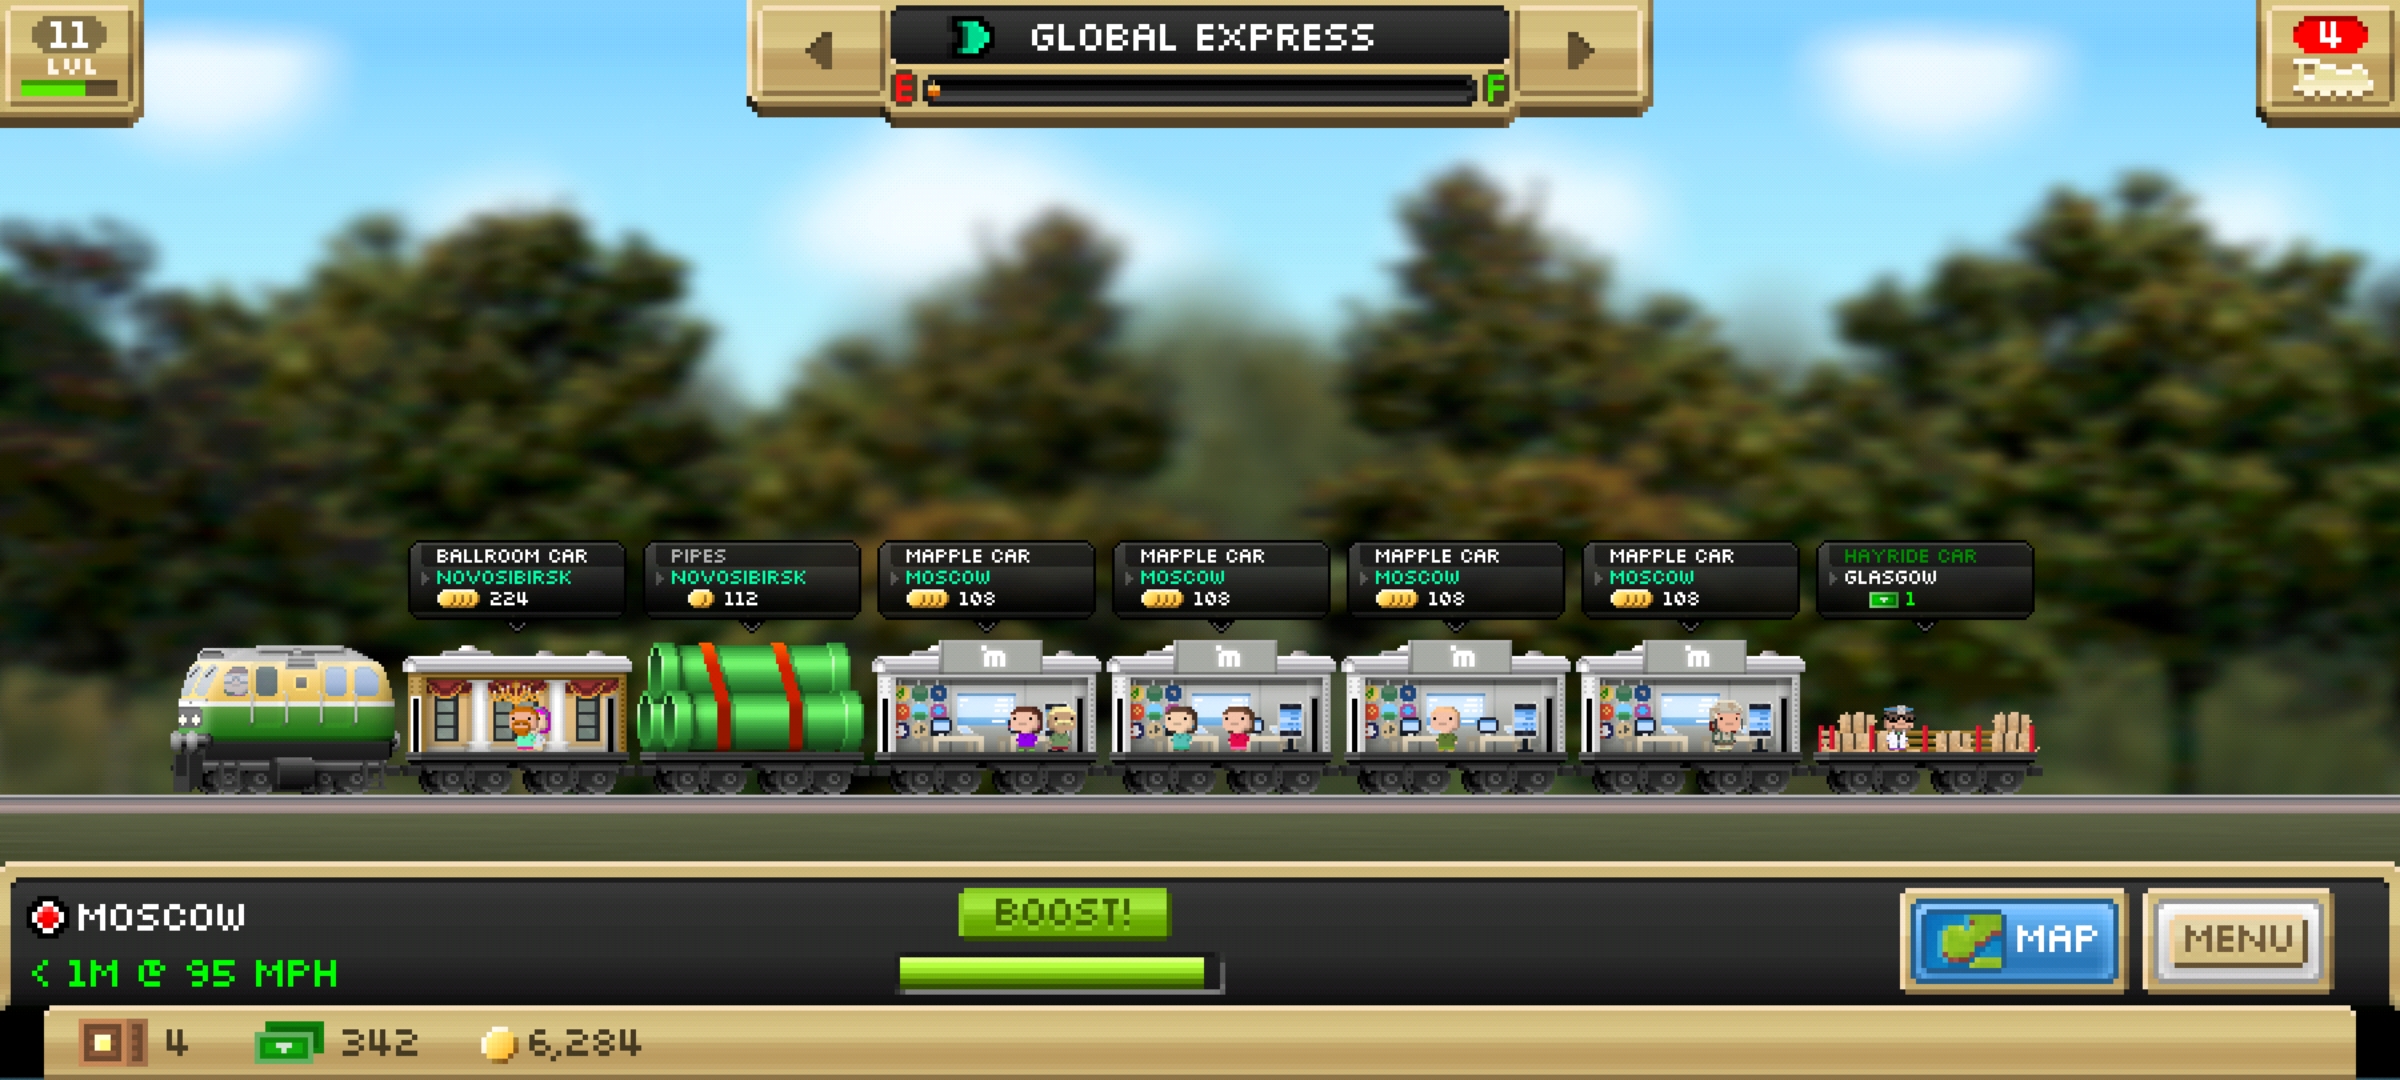 11
LVL
GLOBAL EXPRESS
E
F
4
BALLROOM CAR
NOVOSIBIRSK
224
PIPES
NOVOSIBIRSK
112
MAPPLE CAR
MOSCOW
108
MAPPLE CAR
MOSCOW
108
MAPPLE CAR
MOSCOW
108
MAPPLE CAR
MOSCOW
108
HAYRIDE CAR
GLASGOW
1
m
m
m
m
MOSCOW
< 1M @ 95 MPH
BOOST!
MAP
MENU
4
342
6,284